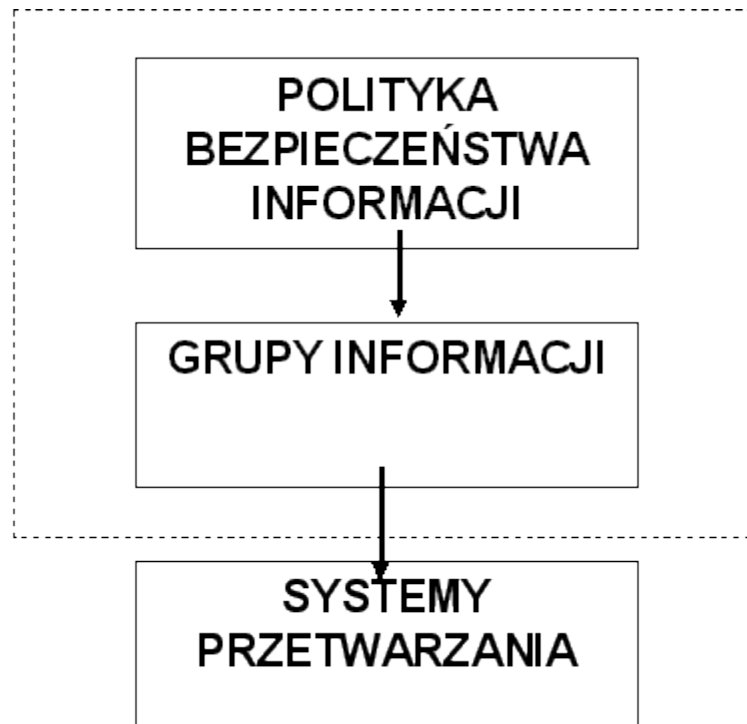 POLITYKA
BEZPIECZEŃSTWA
INFORMACJI
GRUPY INFORMACJI
SYSTEMY
PRZETWARZANIA